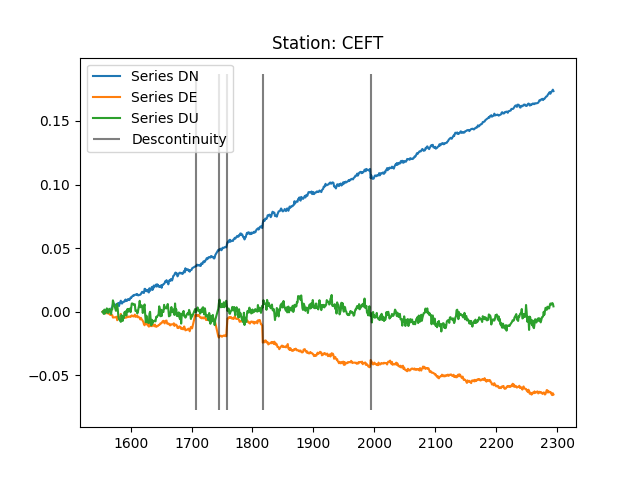 Station: CEFT
Series DN
Series DE
Series DU
Descontinuity
0.15
0.10
0.05
0.00
−0.05
1600 1700 1800 1900 2000 2100 2200 2300